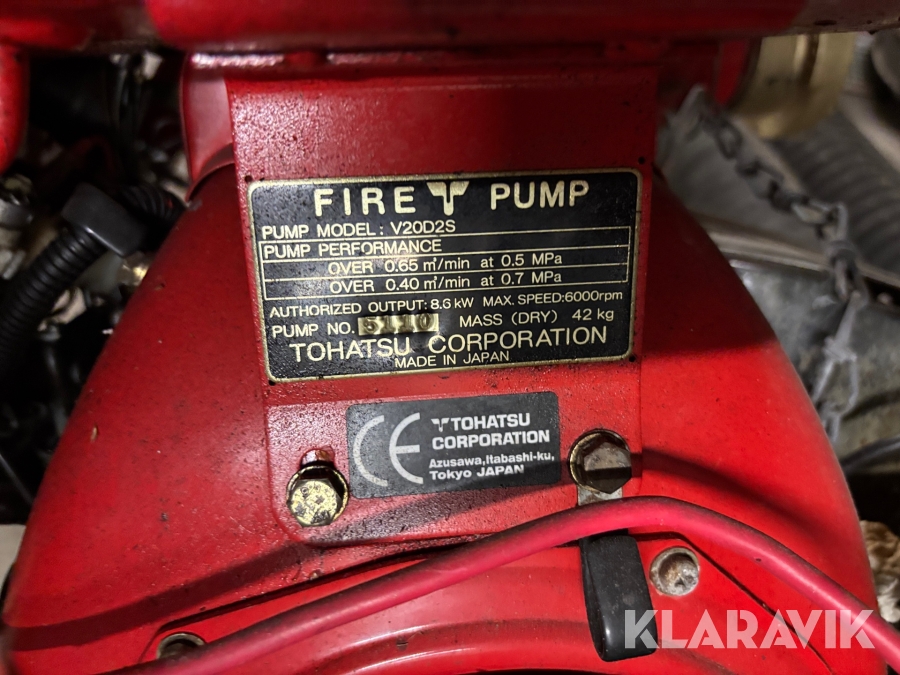 FIRE PUMP
PUMP MODEL : V20D2S
PUMP PERFORMANCE
OVER 0.65 m³/min at 0.5 MPa
OVER 0.40 m³/min at 0.7 MPa
AUTHORIZED OUTPUT: 8.6 kW MAX. SPEED:6000rpm
PUMP NO. 5110 MASS (DRY) 42 kg
TOHATSU CORPORATION
MADE IN JAPAN
CE
TOHATSU
CORPORATION
Azusawa,Itabashi-ku,
Tokyo JAPAN
KLARAVIK